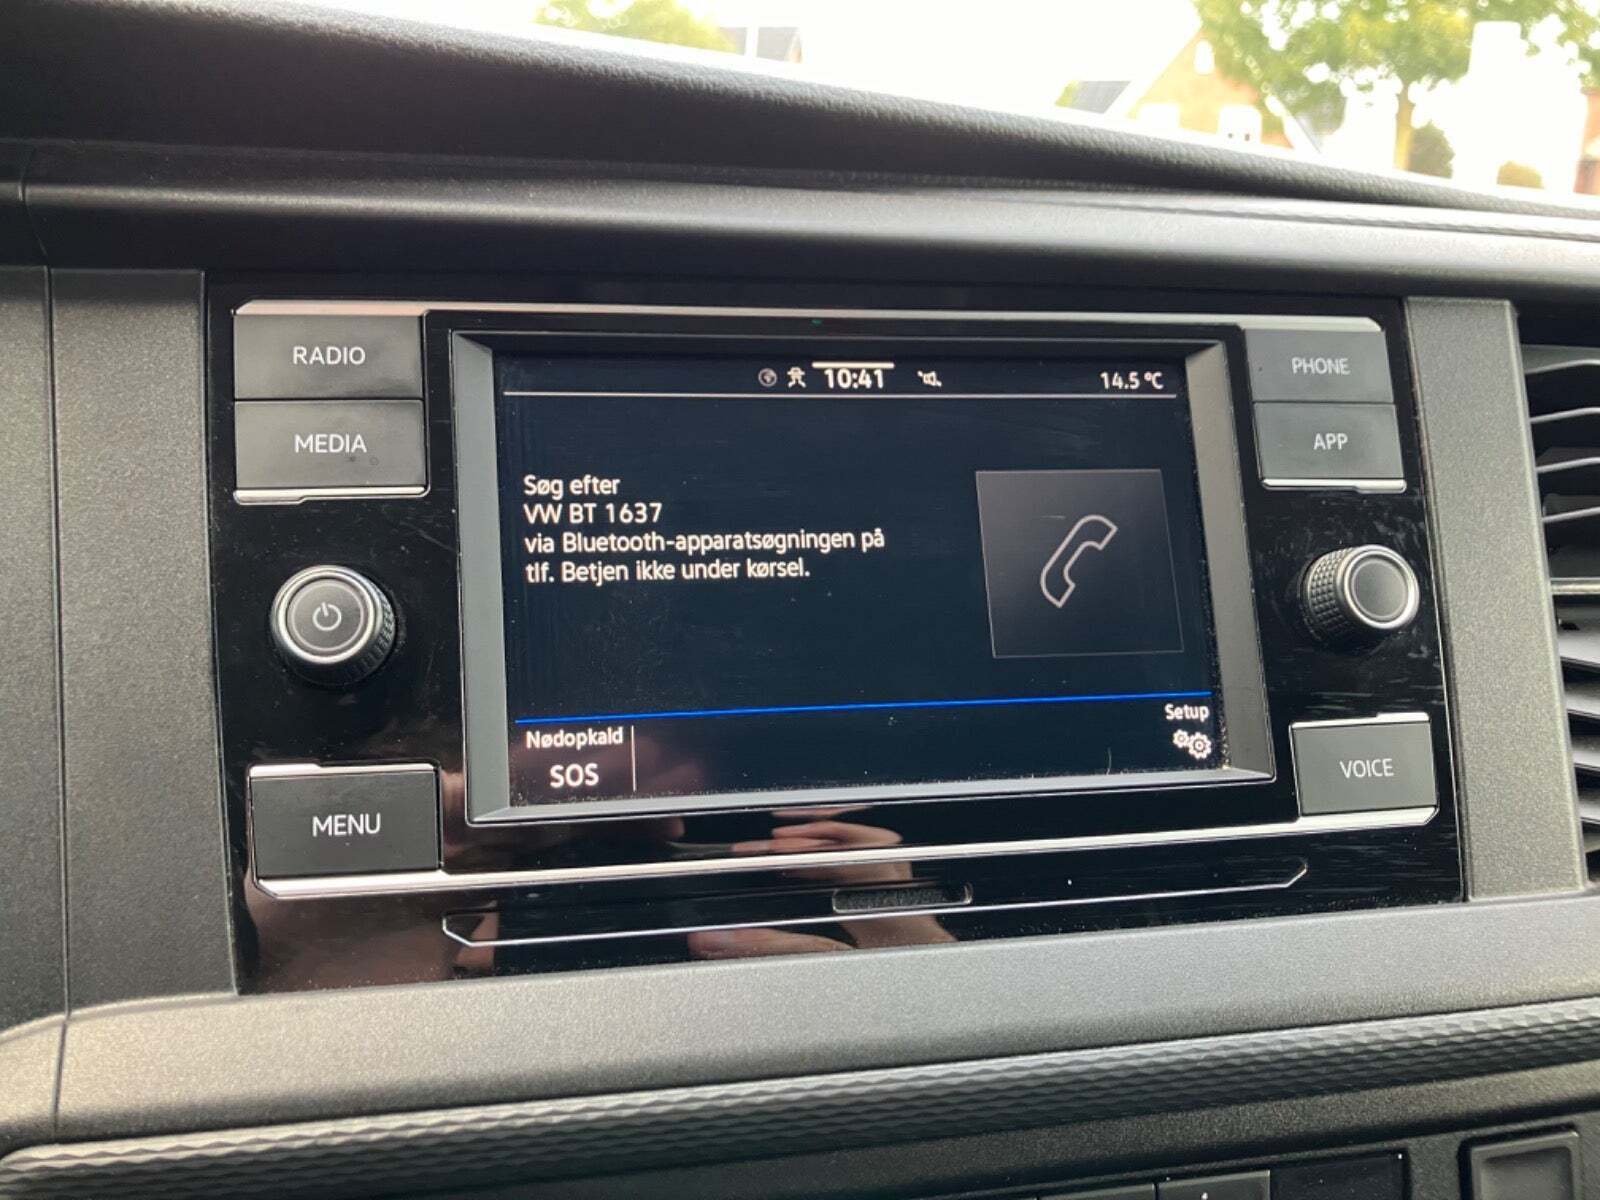 RADIO
MEDIA
MENU
10:41
14.5 °C
Søg efter
VW BT 1637
via Bluetooth-apparatsøgningen på
tlf. Betjen ikke under kørsel.
Nødopkald
SOS
Setup
PHONE
APP
VOICE